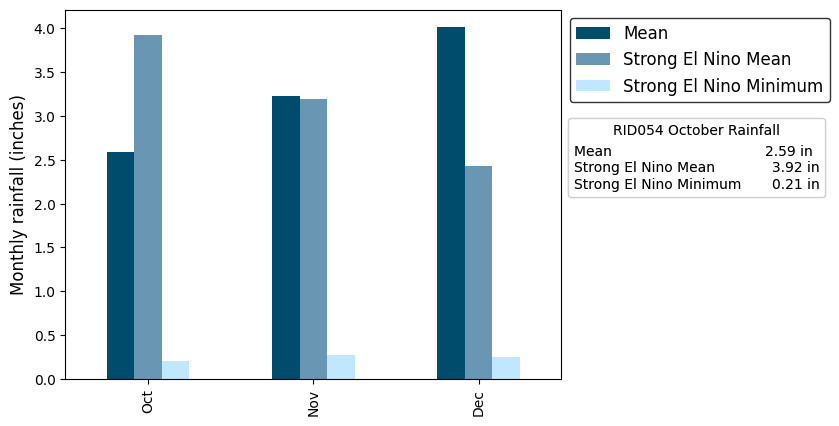 Monthly rainfall (inches)
4.0
3.5
3.0
2.5
2.0
1.5
1.0
0.5
0.0
Oct
Nov
Dec
Mean
Strong El Nino Mean
Strong El Nino Minimum
RID054 October Rainfall
Mean 2.59 in
Strong El Nino Mean 3.92 in
Strong El Nino Minimum 0.21 in